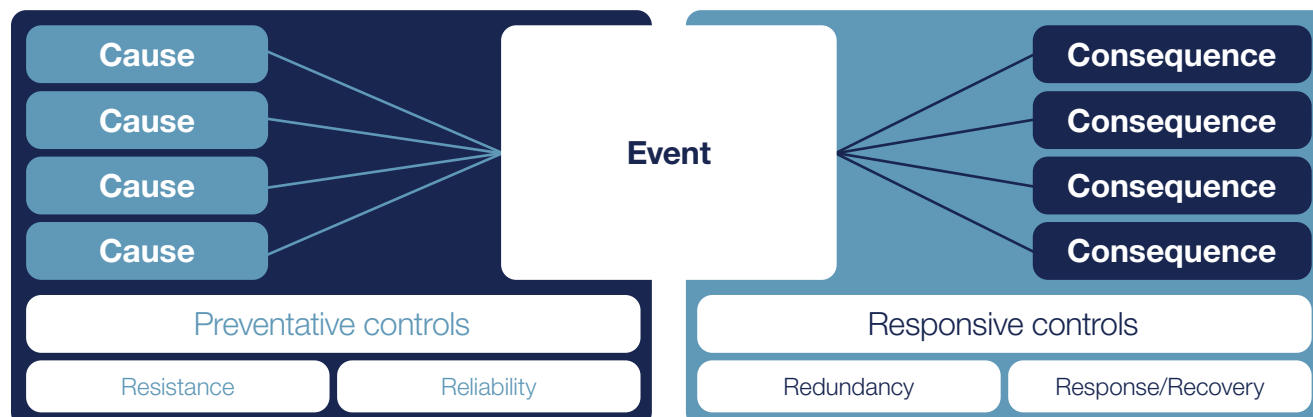 Cause
Cause
Cause
Cause
Event
Consequence
Consequence
Consequence
Consequence
Preventative controls
Resistance
Reliability
Responsive controls
Redundancy
Response/Recovery